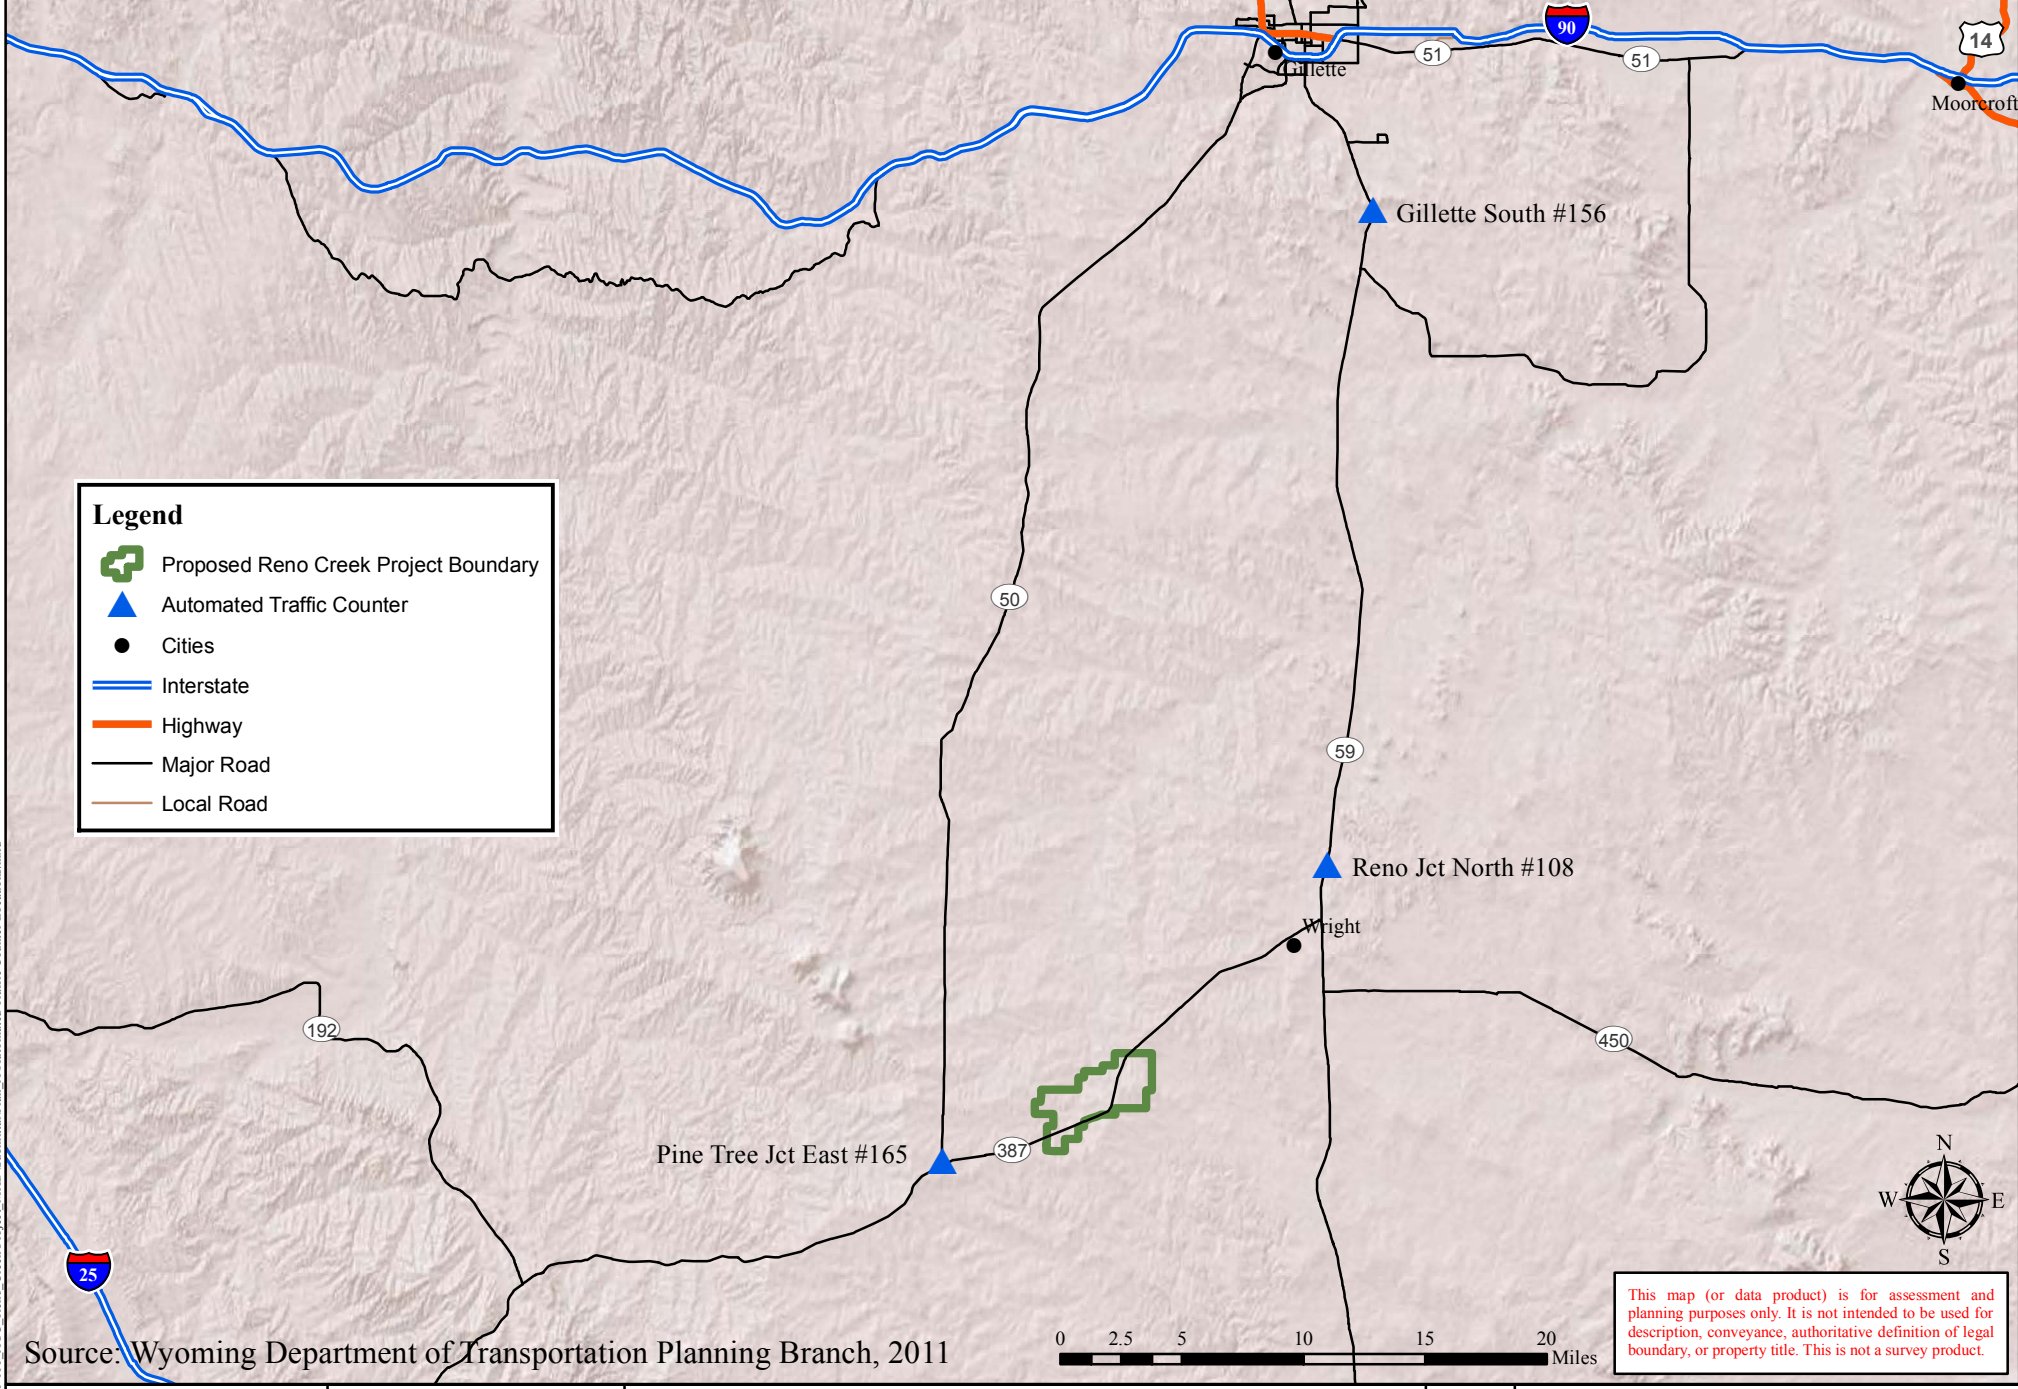 90
14
51
51
Gillette
Moorcroft
Gillette South #156
Legend
Proposed Reno Creek Project Boundary
Automated Traffic Counter
Cities
Interstate
Highway
Major Road
Local Road
50
59
Reno Jct North #108
Wright
192
450
Pine Tree Jct East #165
387
N
W
E
S
25
This map (or data product) is for assessment and
planning purposes only. It is not intended to be used for
description, conveyance, authoritative definition of legal
boundary, or property title. This is not a survey product.
0 2.5 5 10 15 20
Miles
Source: Wyoming Department of Transportation Planning Branch, 2011